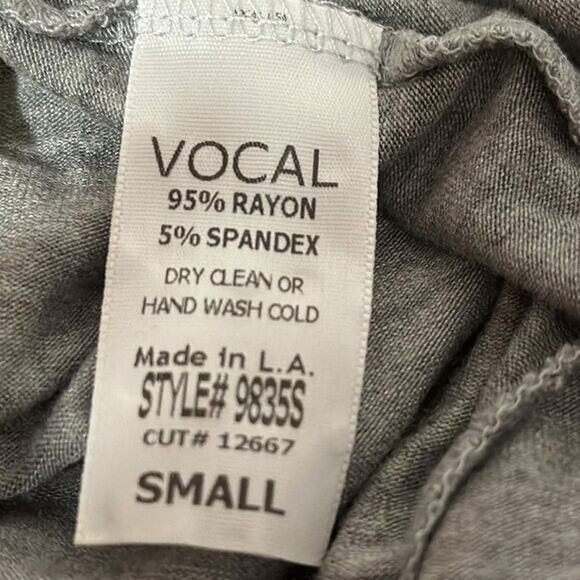 VOCAL
95% RAYON
5% SPANDEX
DRY CLEAN OR
HAND WASH COLD
Made in L.A.
STYLE# 9835S
CUT# 12667
SMALL